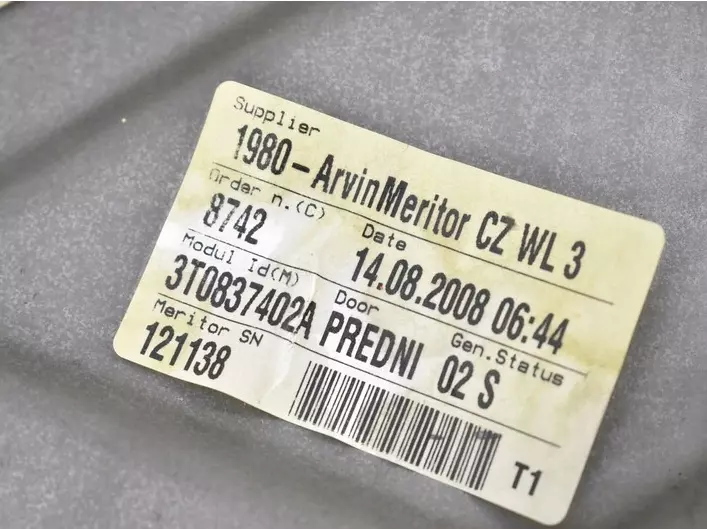 Supplier
1980-ArvinMeritor CZ WL 3
Order n.(C) Date
8742 14.08.2008 06:44
Modul Id(M) Door Gen.Status
3T0837402A PREDNI 02 S
Meritor SN
121138
T1